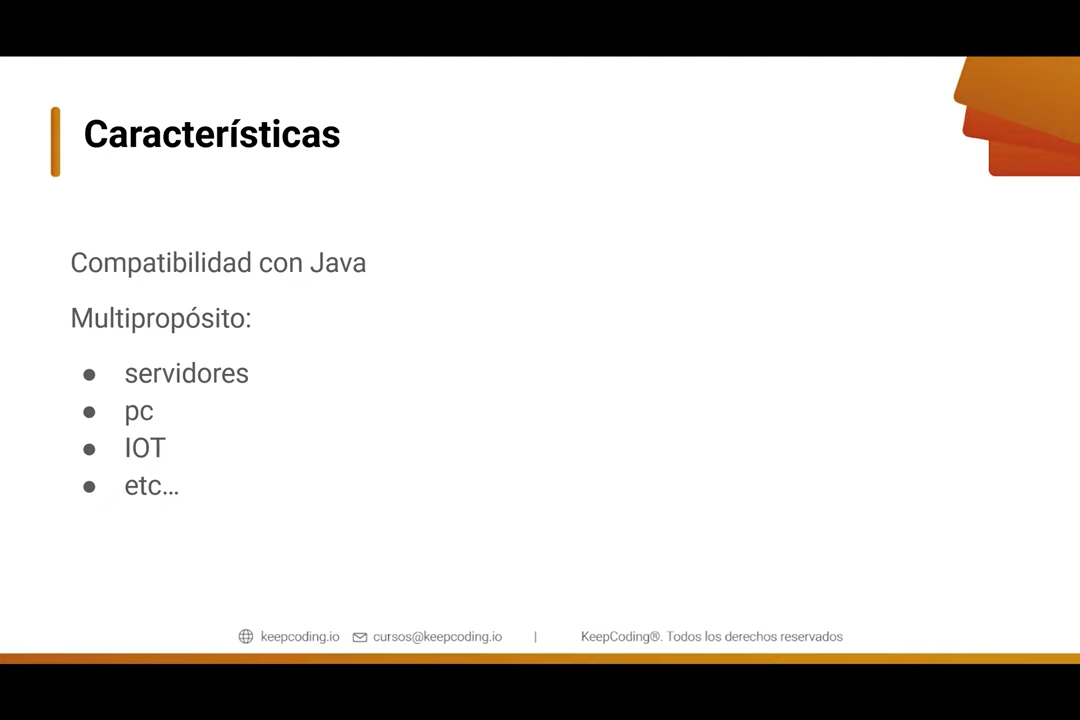 Características
Compatibilidad con Java
Multipropósito:
● servidores
● pc
● IOT
● etc…
keepcoding.io cursos@keepcoding.io | KeepCoding®. Todos los derechos reservados